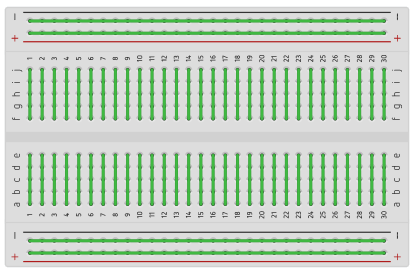 − −
+ +
1 2 3 4 5 6 7 8 9 10 11 12 13 14 15 16 17 18 19 20 21 22 23 24 25 26 27 28 29 30
j j
i i
h h
g g
f f
e e
d d
c c
b b
a a
1 2 3 4 5 6 7 8 9 10 11 12 13 14 15 16 17 18 19 20 21 22 23 24 25 26 27 28 29 30
− −
+ +